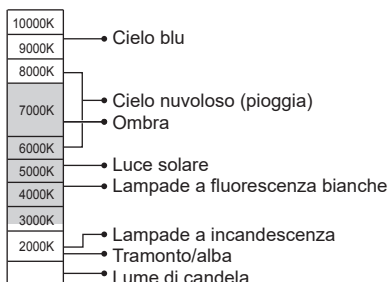 10000K
9000K
Cielo blu
8000K
7000K
Cielo nuvoloso (pioggia)
Ombra
6000K
5000K
Luce solare
4000K
Lampade a fluorescenza bianche
3000K
2000K
Lampade a incandescenza
Tramonto/alba
Lume di candela